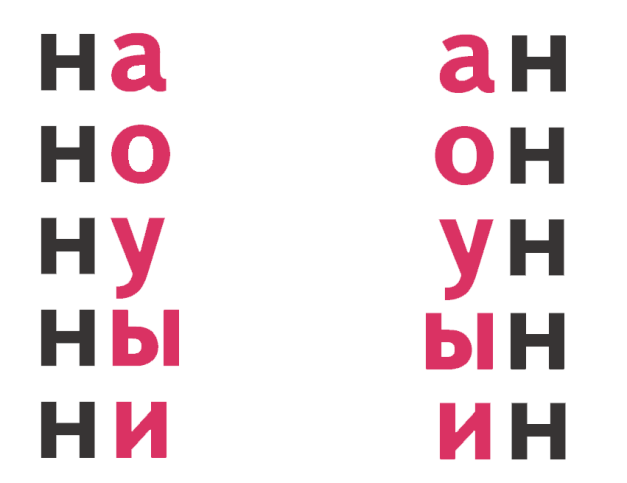 на ан
но он
ну ун
ны ын
ни ин